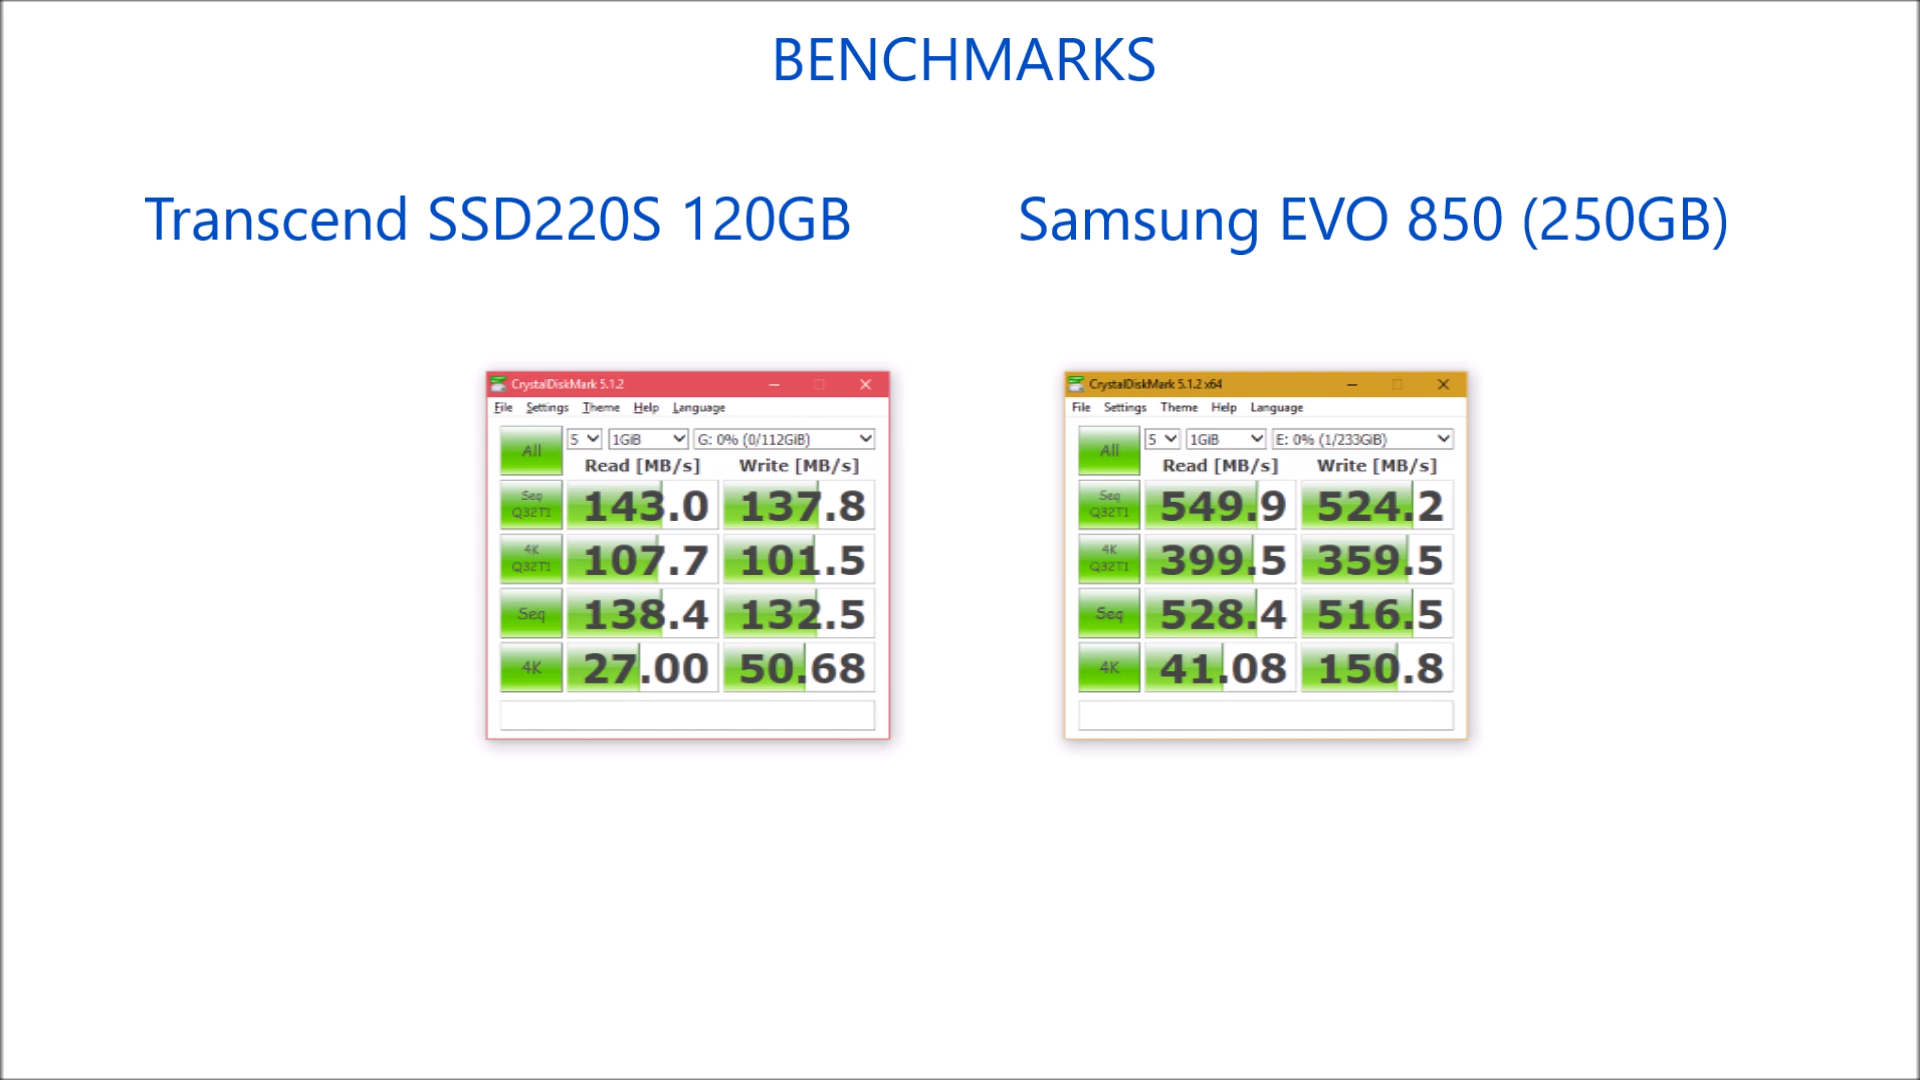 BENCHMARKS
Transcend SSD220S 120GB
Samsung EVO 850 (250GB)
CrystalDiskMark 5.1.2
File Settings Theme Help Language
All 5 1GiB G: 0% (0/112GiB)
Read [MB/s] Write [MB/s]
Seq Q32T1 143.0 137.8
4K Q32T1 107.7 101.5
Seq 138.4 132.5
4K 27.00 50.68
CrystalDiskMark 5.1.2 x64
File Settings Theme Help Language
All 5 1GiB E: 0% (1/233GiB)
Read [MB/s] Write [MB/s]
Seq Q32T1 549.9 524.2
4K Q32T1 399.5 359.5
Seq 528.4 516.5
4K 41.08 150.8